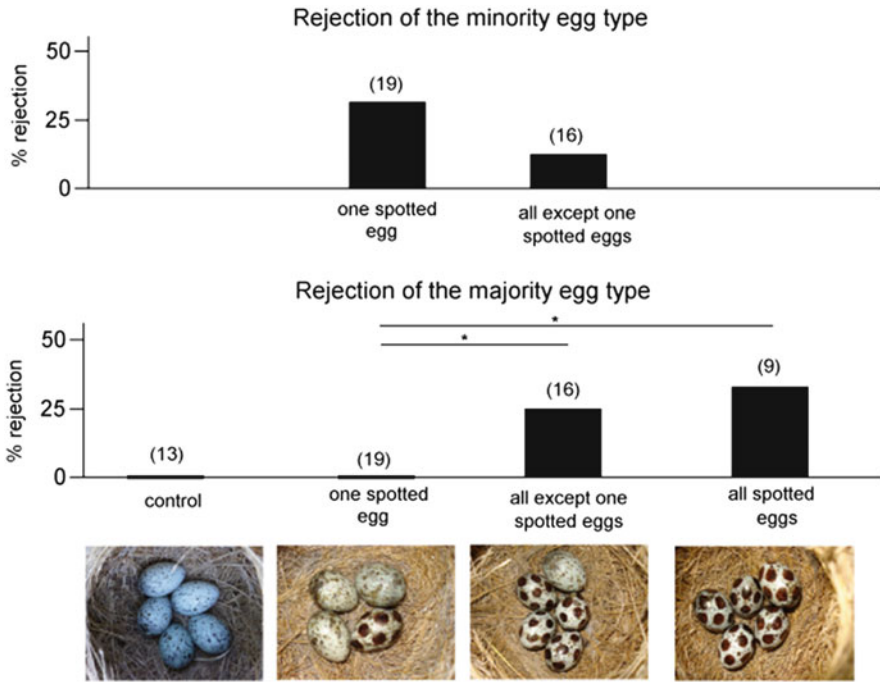 Rejection of the minority egg type
% rejection
50
25
0
(19)
(16)
one spotted
egg
all except one
spotted eggs
Rejection of the majority egg type
% rejection
50
25
0
*
*
(13)
(19)
(16)
(9)
control
one spotted
egg
all except one
spotted eggs
all spotted
eggs